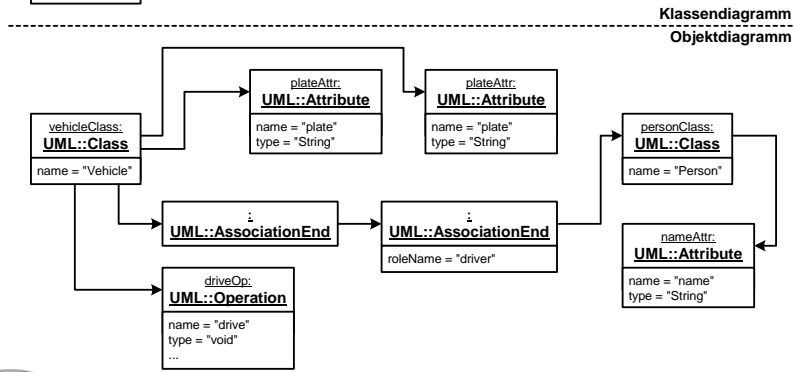 Klassendiagramm
Objektdiagramm
plateAttr:
UML::Attribute
name = "plate"
type = "String"
plateAttr:
UML::Attribute
name = "plate"
type = "String"
vehicleClass:
UML::Class
name = "Vehicle"
personClass:
UML::Class
name = "Person"
:
UML::AssociationEnd
:
UML::AssociationEnd
roleName = "driver"
nameAttr:
UML::Attribute
name = "name"
type = "String"
driveOp:
UML::Operation
name = "drive"
type = "void"
...